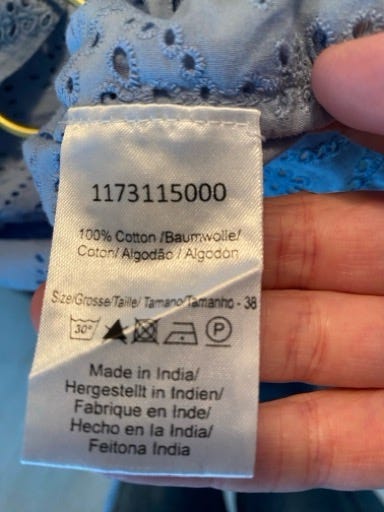 1173115000
100% Cotton /Baumwolle/
Coton/ Algodão / Algodón
Size/Grosse/Taille/ Tamano/Tamanho - 38
30°
P
Made in India/
Hergestellt in Indien/
Fabrique en Inde/
Hecho en la India/
Feitona India